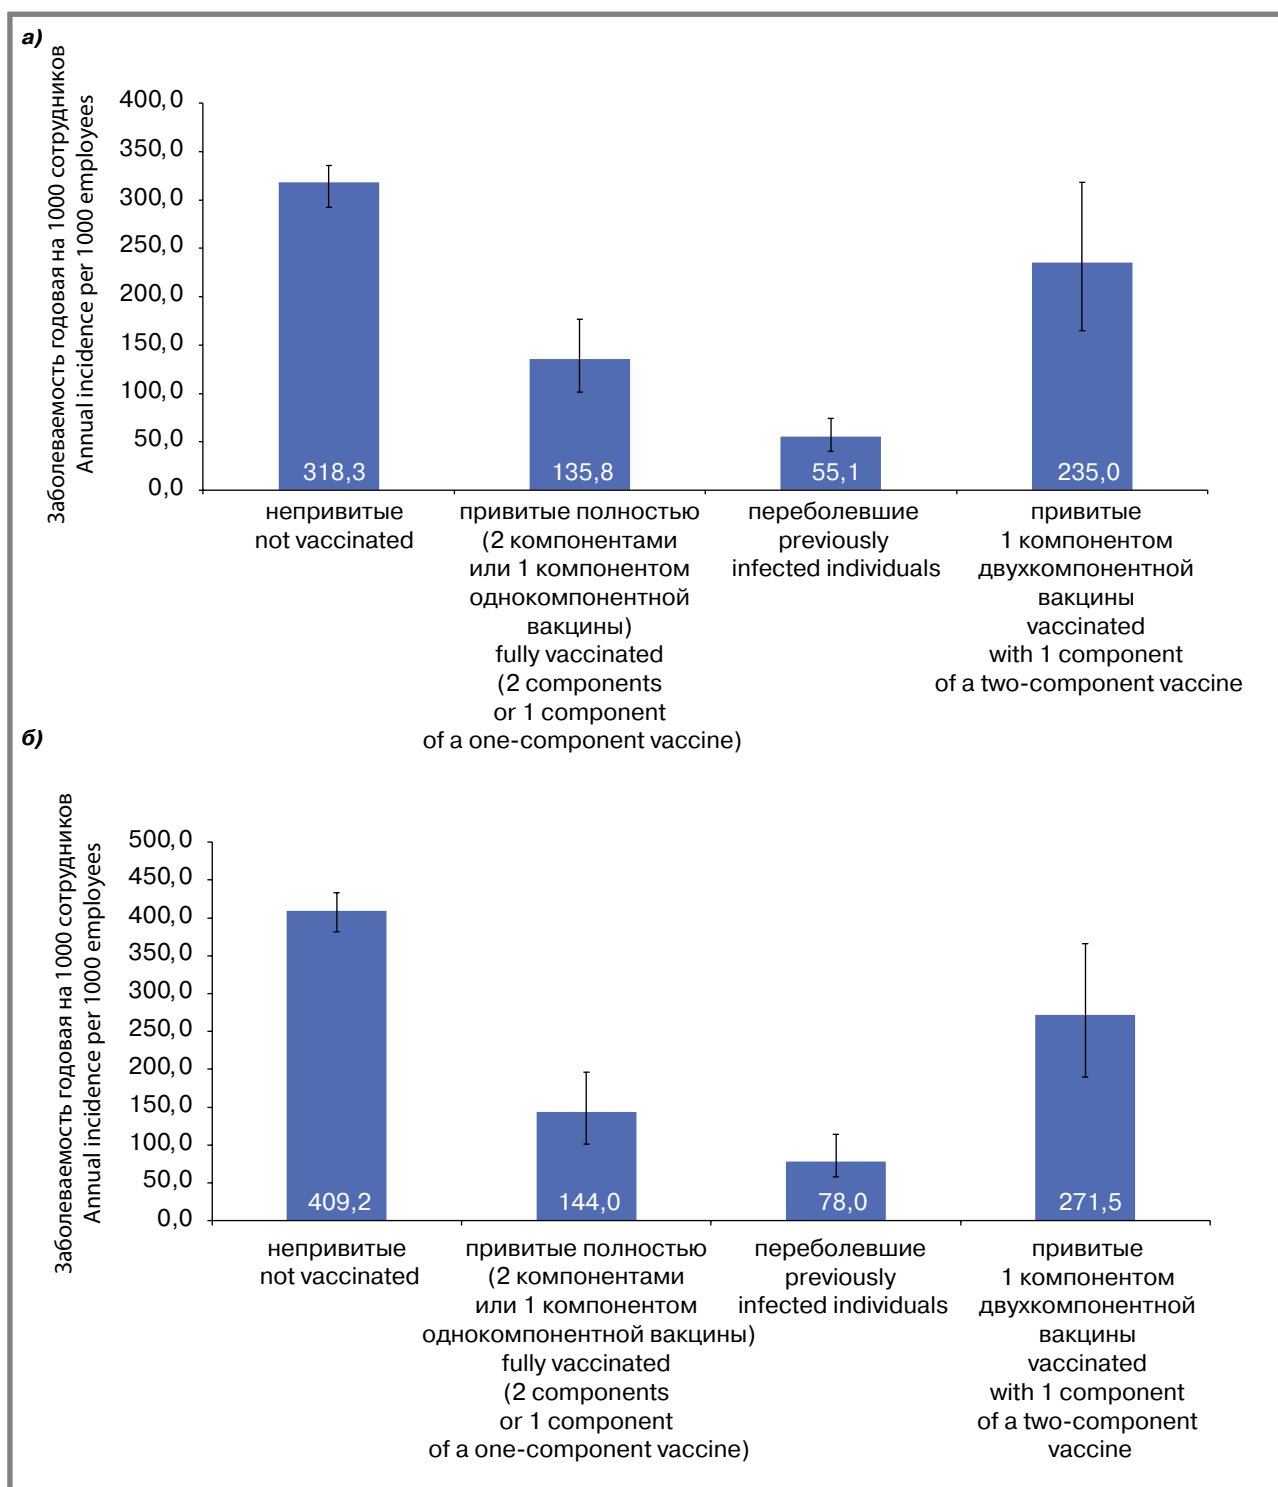 а)
Заболеваемость годовая на 1000 сотрудников
Annual incidence per 1000 employees
400,0
350,0
300,0
250,0
200,0
150,0
100,0
50,0
0,0
318,3
135,8
55,1
235,0
непривитые
not vaccinated
привитые полностью
(2 компонентами
или 1 компонентом
однокомпонентной
вакцины)
fully vaccinated
(2 components
or 1 component
of a one-component vaccine)
переболевшие
previously
infected individuals
привитые
1 компонентом
двухкомпонентной
вакцины
vaccinated
with 1 component
of a two-component vaccine
б)
Заболеваемость годовая на 1000 сотрудников
Annual incidence per 1000 employees
500,0
450,0
400,0
350,0
300,0
250,0
200,0
150,0
100,0
50,0
0,0
409,2
144,0
78,0
271,5
непривитые
not vaccinated
привитые полностью
(2 компонентами
или 1 компонентом
однокомпонентной вакцины)
fully vaccinated
(2 components
or 1 component
of a one-component vaccine)
переболевшие
previously
infected individuals
привитые
1 компонентом
двухкомпонентной
вакцины
vaccinated
with 1 component
of a two-component
vaccine